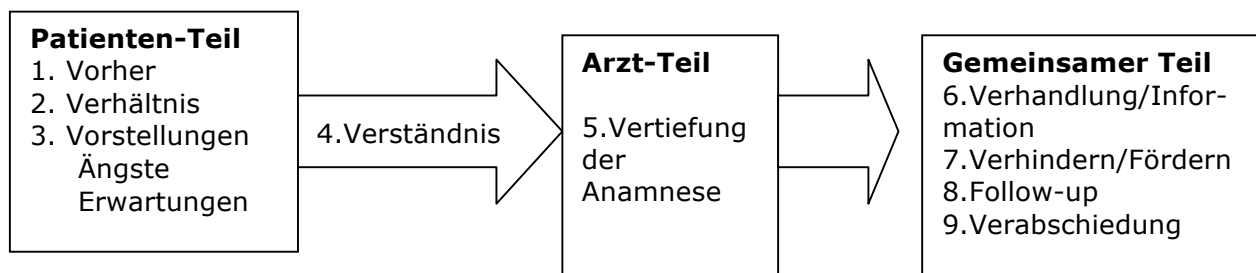 Patienten-Teil
1. Vorher
2. Verhältnis
3. Vorstellungen
Ängste
Erwartungen
4.Verständnis
Arzt-Teil
5.Vertiefung
der
Anamnese
Gemeinsamer Teil
6.Verhandlung/Infor-
mation
7.Verhindern/Fördern
8.Follow-up
9.Verabschiedung